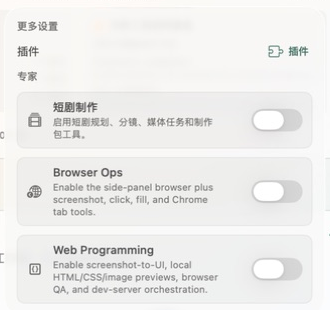 更多设置
插件 插件
专家
短剧制作
启用短剧规划、分镜、媒体任务和制作
包工具。
Browser Ops
Enable the side-panel browser plus
screenshot, click, fill, and Chrome
tab tools.
Web Programming
Enable screenshot-to-UI, local
HTML/CSS/image previews, browser
QA, and dev-server orchestration.